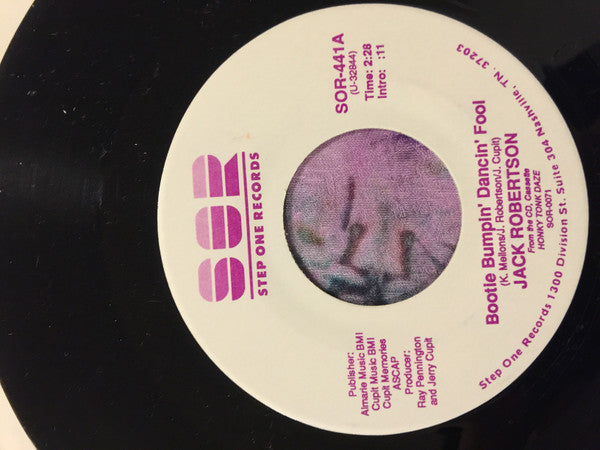 SOR
STEP ONE RECORDS
Publisher:
Almarie Music BMI
Cupit Music BMI
Cupit Memories
ASCAP
Producer:
Ray Pennington
and Jerry Cupit
SOR-441A
(U-32844)
Time: 2:28
Intro: :11
Bootie Bumpin' Dancin' Fool
(K. Mellons/J. Robertson/J. Cupit)
JACK ROBERTSON
From the CD, Cassette
HONKY TONK DAZE
SOR-0071
Step One Records 1300 Division St. Suite 304 Nashville, TN. 37203